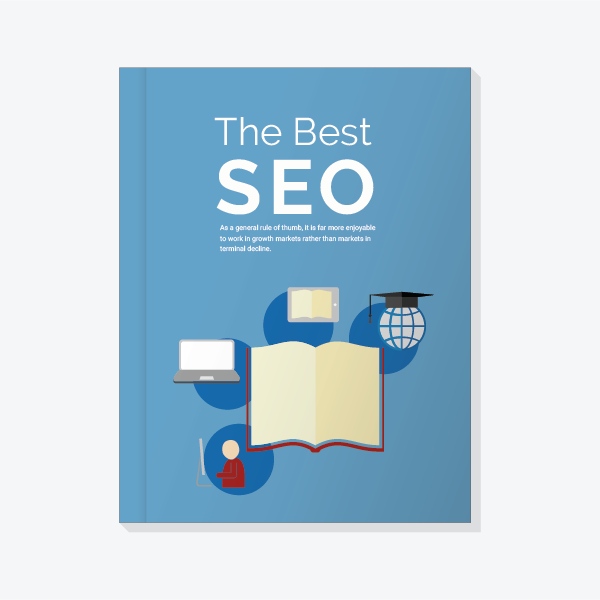 The Best
SEO
As a general rule of thumb, it is far more enjoyable
to work in growth markets rather than markets in
terminal decline.